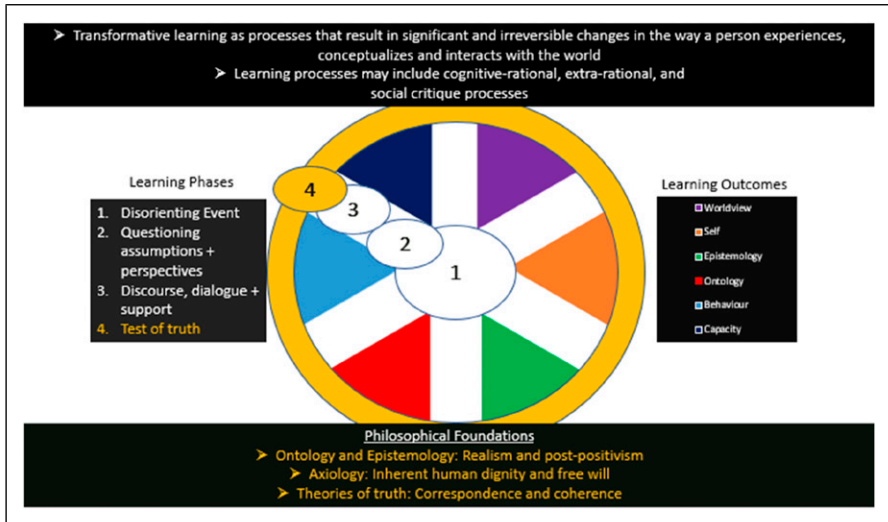 ➤ Transformative learning as processes that result in significant and irreversible changes in the way a person experiences,
conceptualizes and interacts with the world
➤ Learning processes may include cognitive-rational, extra-rational, and
social critique processes
Learning Phases
1. Disorienting Event
2. Questioning
assumptions +
perspectives
3. Discourse, dialogue +
support
4. Test of truth
4
3
2
1
Learning Outcomes
Worldview
Self
Epistemology
Ontology
Behaviour
Capacity
Philosophical Foundations
➤ Ontology and Epistemology: Realism and post-positivism
➤ Axiology: Inherent human dignity and free will
➤ Theories of truth: Correspondence and coherence